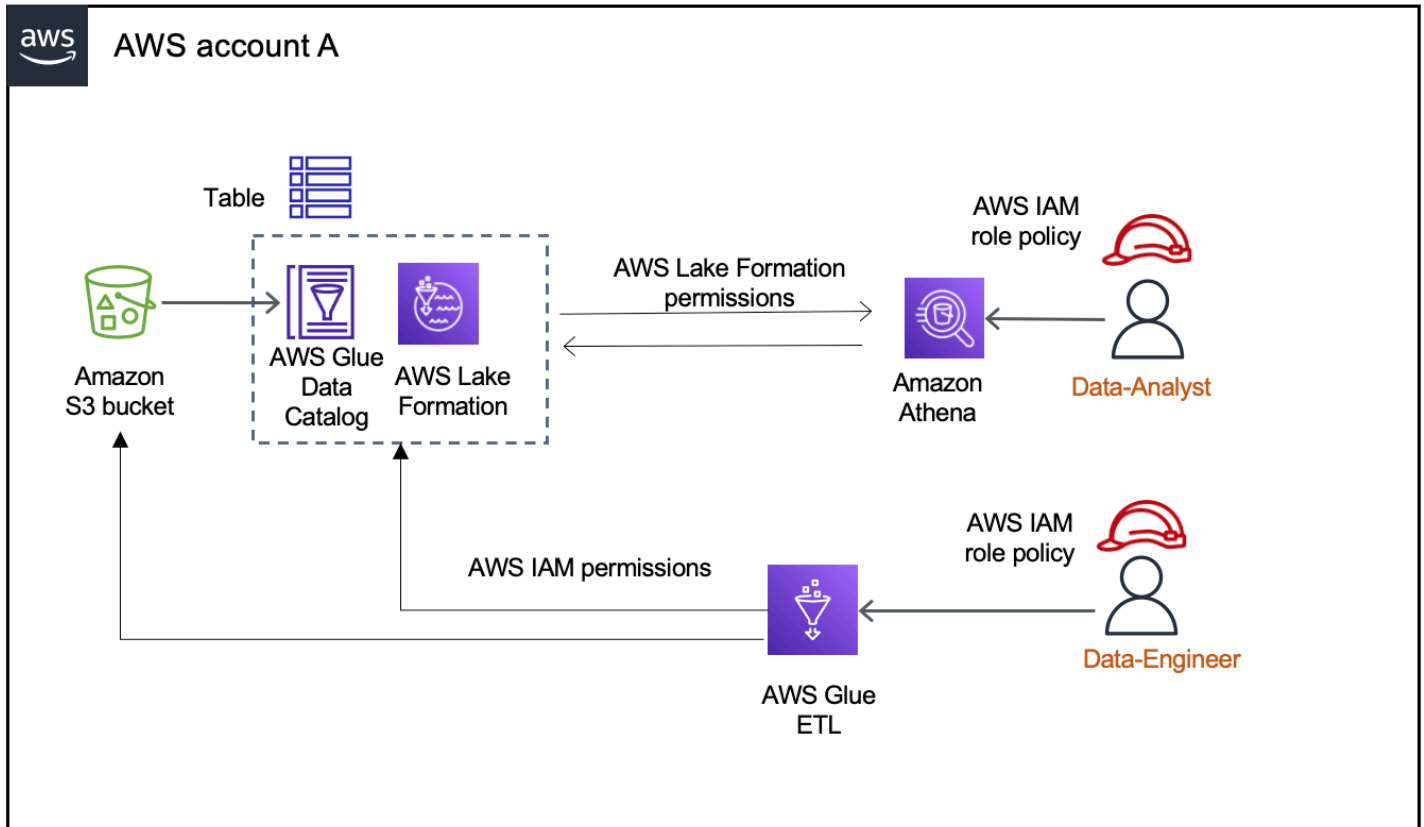 aws
AWS account A
Table
AWS IAM
role policy
AWS Lake Formation
permissions
Amazon
S3 bucket
AWS Glue
Data
Catalog
AWS Lake
Formation
Amazon
Athena
Data-Analyst
AWS IAM
role policy
AWS IAM permissions
Data-Engineer
AWS Glue
ETL